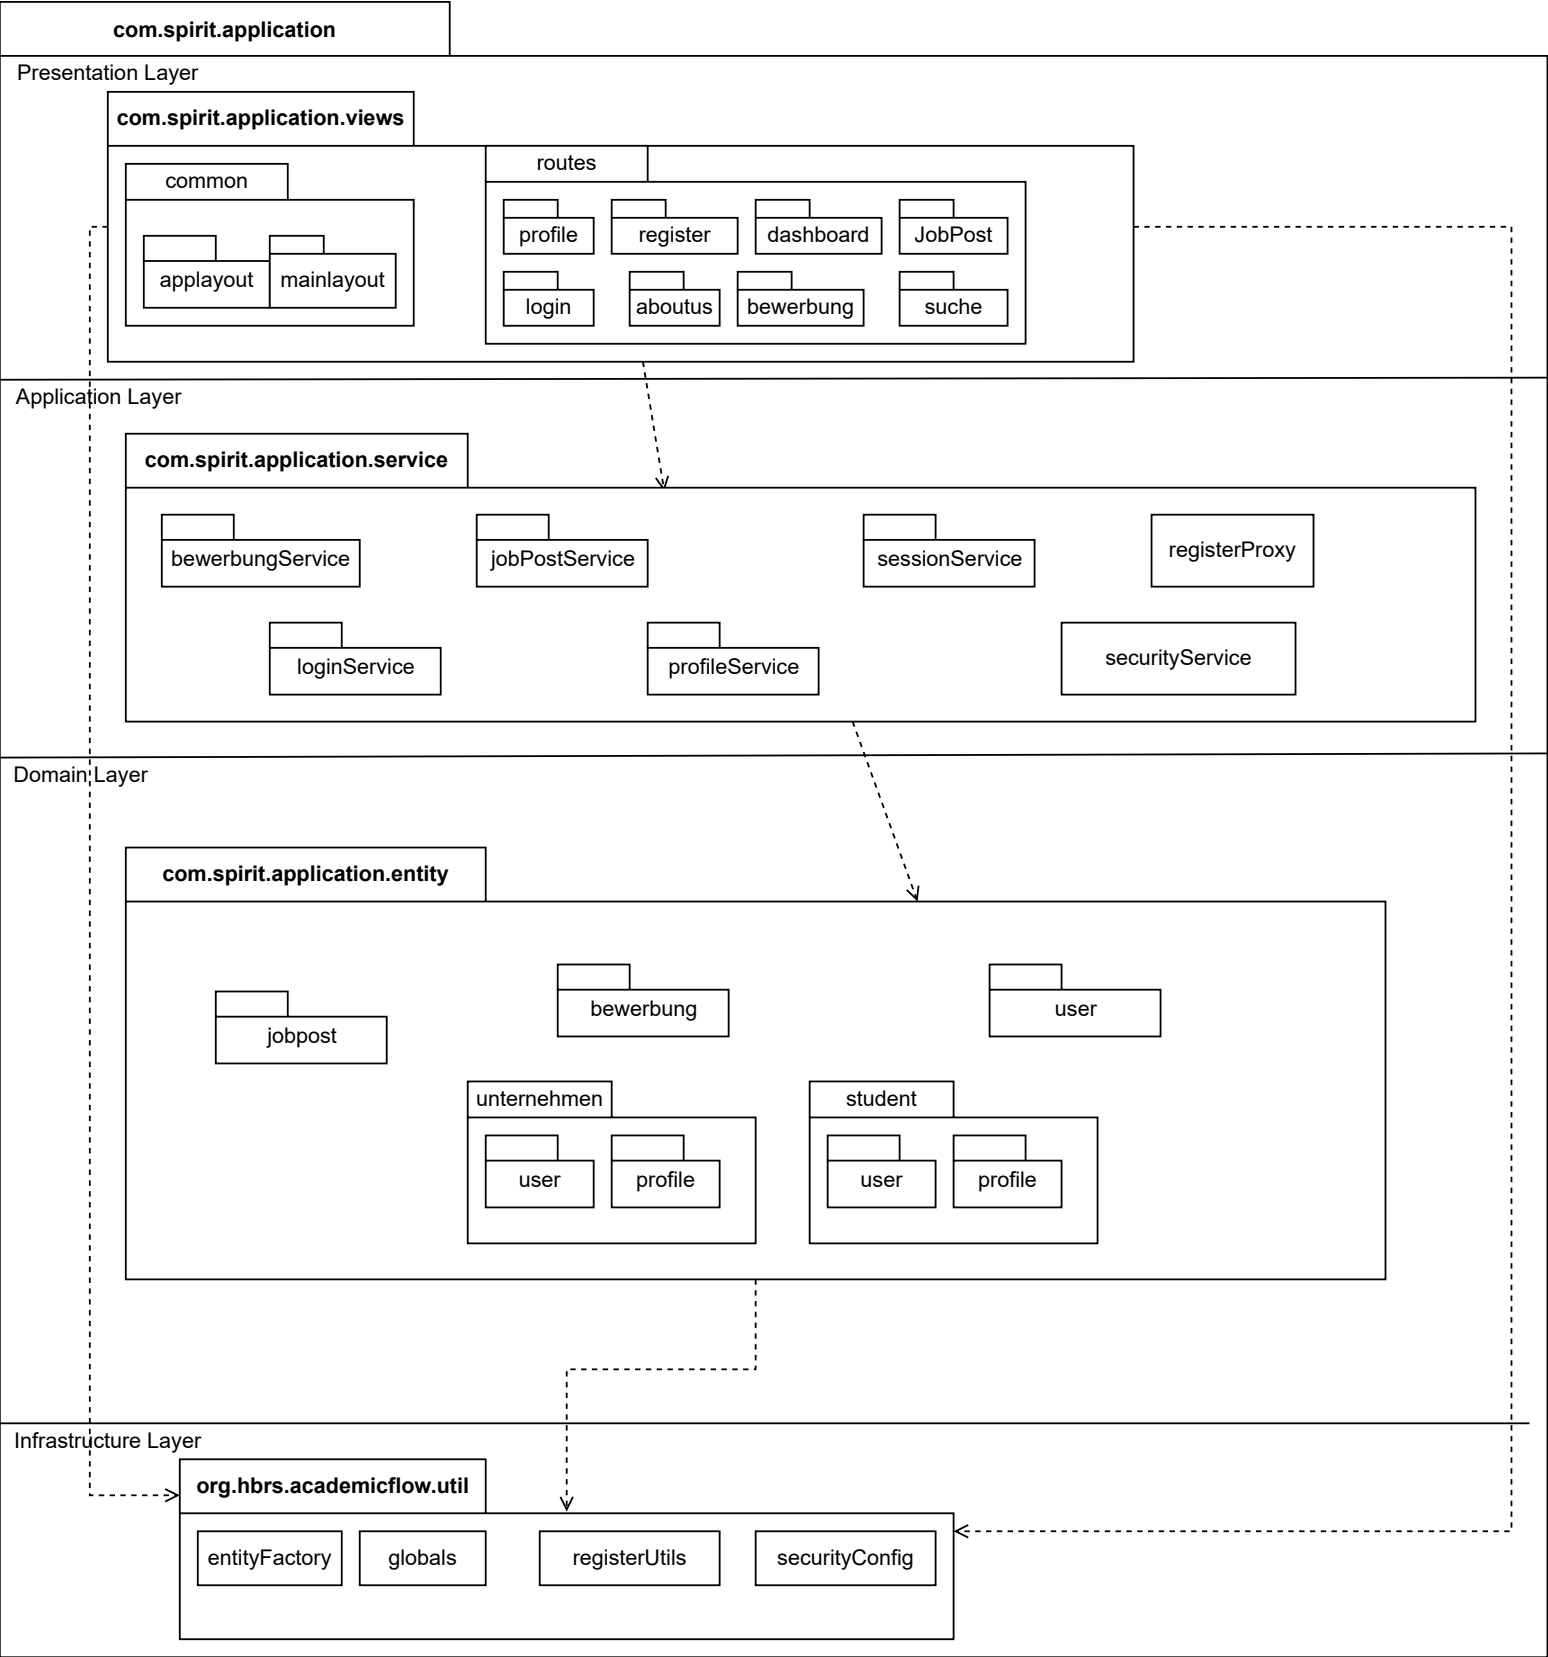 com.spirit.application
Presentation Layer
com.spirit.application.views
common
applayout
mainlayout
routes
profile
register
dashboard
JobPost
login
aboutus
bewerbung
suche
Application Layer
com.spirit.application.service
bewerbungService
jobPostService
sessionService
registerProxy
loginService
profileService
securityService
Domain Layer
com.spirit.application.entity
jobpost
bewerbung
user
unternehmen
user
profile
student
user
profile
Infrastructure Layer
org.hbrs.academicflow.util
entityFactory
globals
registerUtils
securityConfig